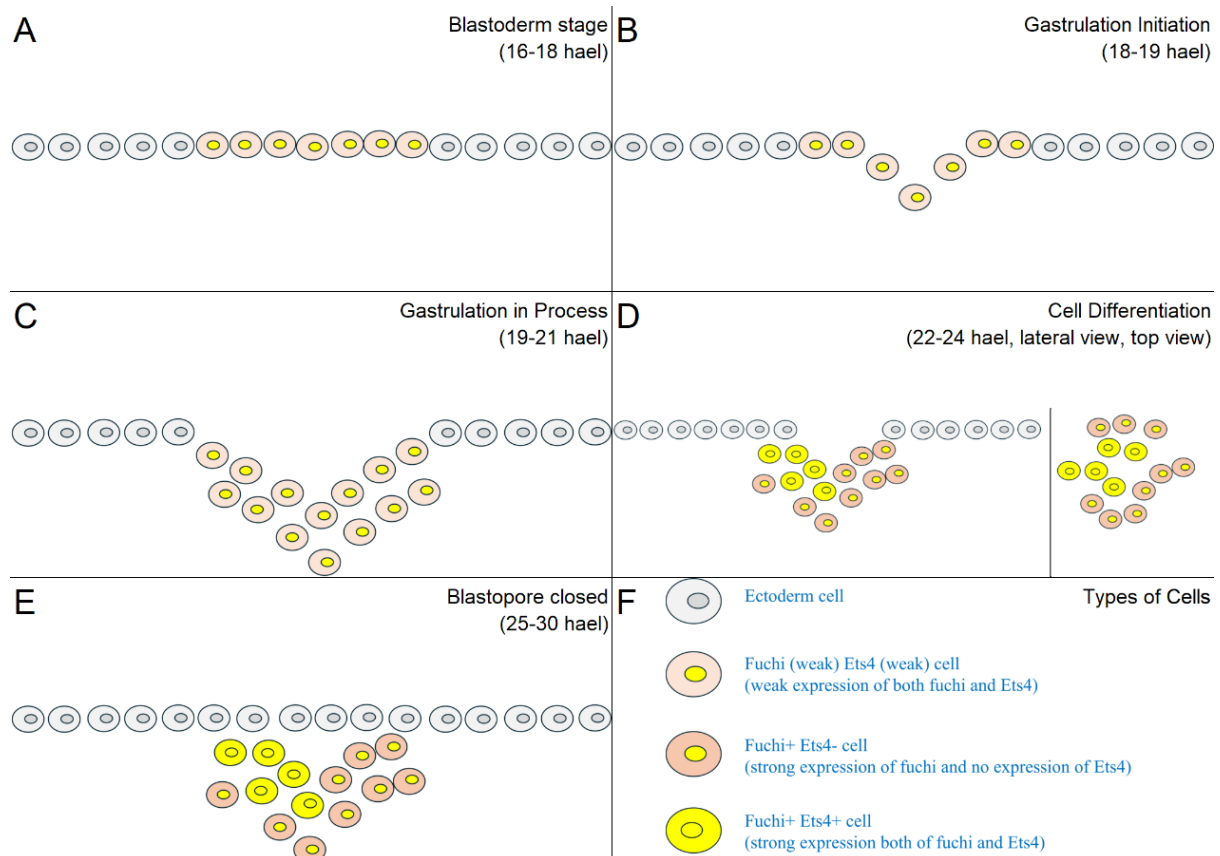 A
Blastoderm stage
(16-18 hael)
B
Gastrulation Initiation
(18-19 hael)
C
Gastrulation in Process
(19-21 hael)
D
Cell Differentiation
(22-24 hael, lateral view, top view)
E
Blastopore closed
(25-30 hael)
F
Types of Cells
Ectoderm cell
Fuchi (weak) Ets4 (weak) cell
(weak expression of both fuchi and Ets4)
Fuchi+ Ets4- cell
(strong expression of fuchi and no expression of Ets4)
Fuchi+ Ets4+ cell
(strong expression both of fuchi and Ets4)